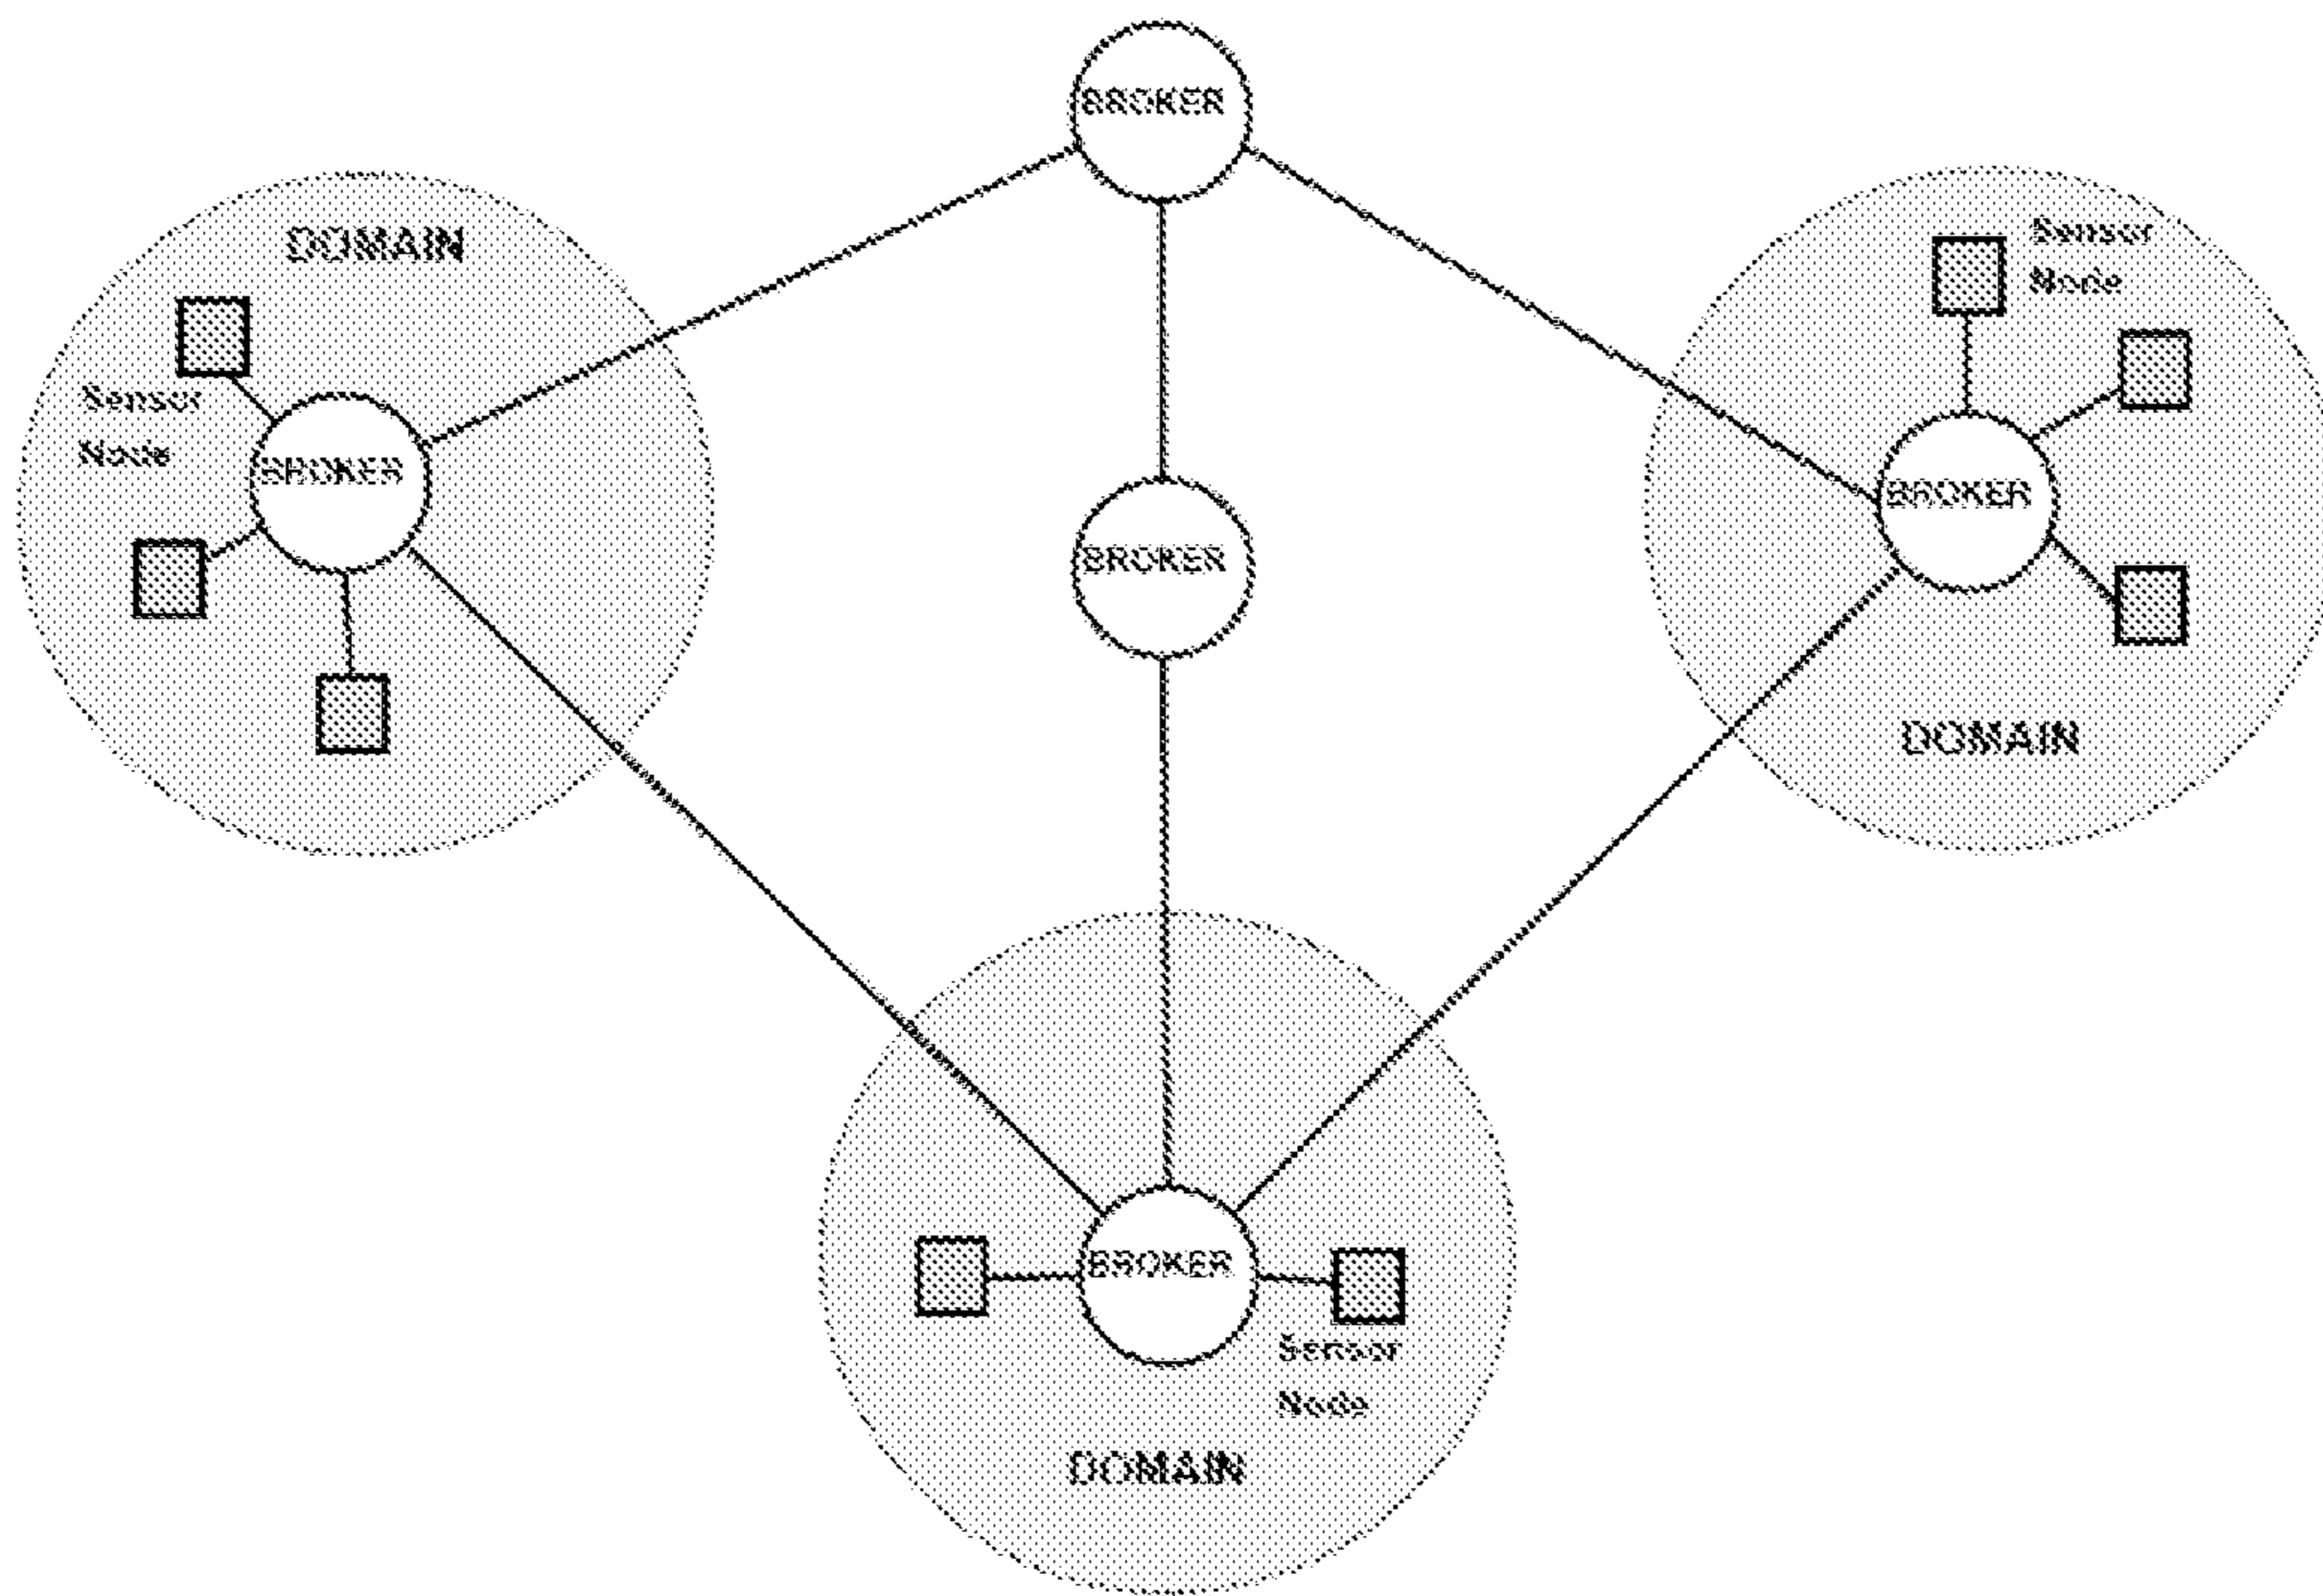 BROKER
DOMAIN
Sensor
Node
BROKER
BROKER
Sensor
Node
BROKER
DOMAIN
BROKER
Sensor
Node
DOMAIN